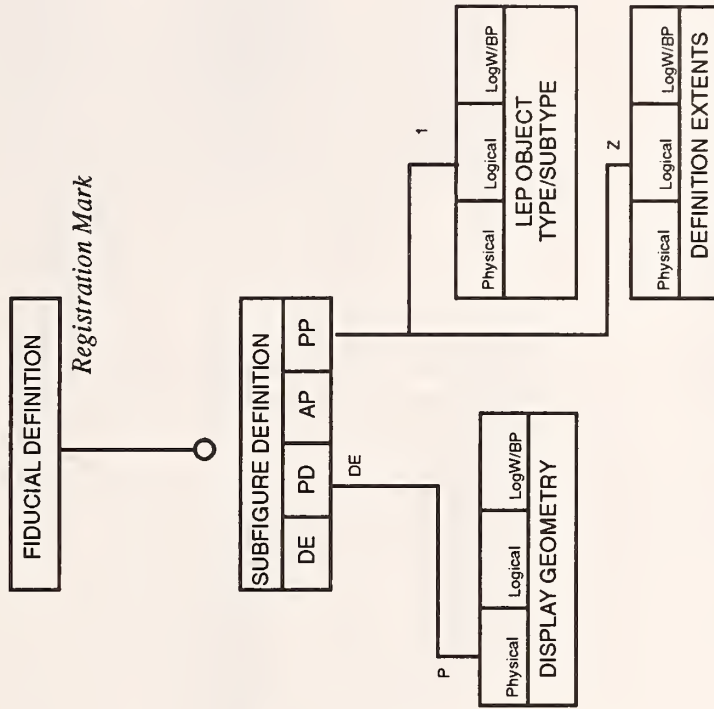 FIDUCIAL DEFINITION
Registration Mark
SUBFIGURE DEFINITION
DE PD AP PP
DE
P
Physical Logical LogW/BP
DISPLAY GEOMETRY
1
Physical Logical LogW/BP
LEP OBJECT
TYPE/SUBTYPE
Z
Physical Logical LogW/BP
DEFINITION EXTENTS